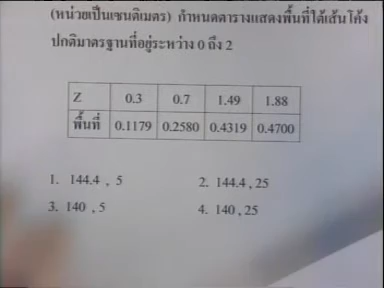 (หน่วยเป็นเซนติเมตร) กำหนดตารางแสดงพื้นที่ใต้เส้นโค้ง
ปกติมาตรฐานที่อยู่ระหว่าง 0 ถึง 2
Z 0.3 0.7 1.49 1.88
พื้นที่ 0.1179 0.2580 0.4319 0.4700
1. 144.4 , 5 2. 144.4, 25
3. 140 , 5 4. 140 , 25